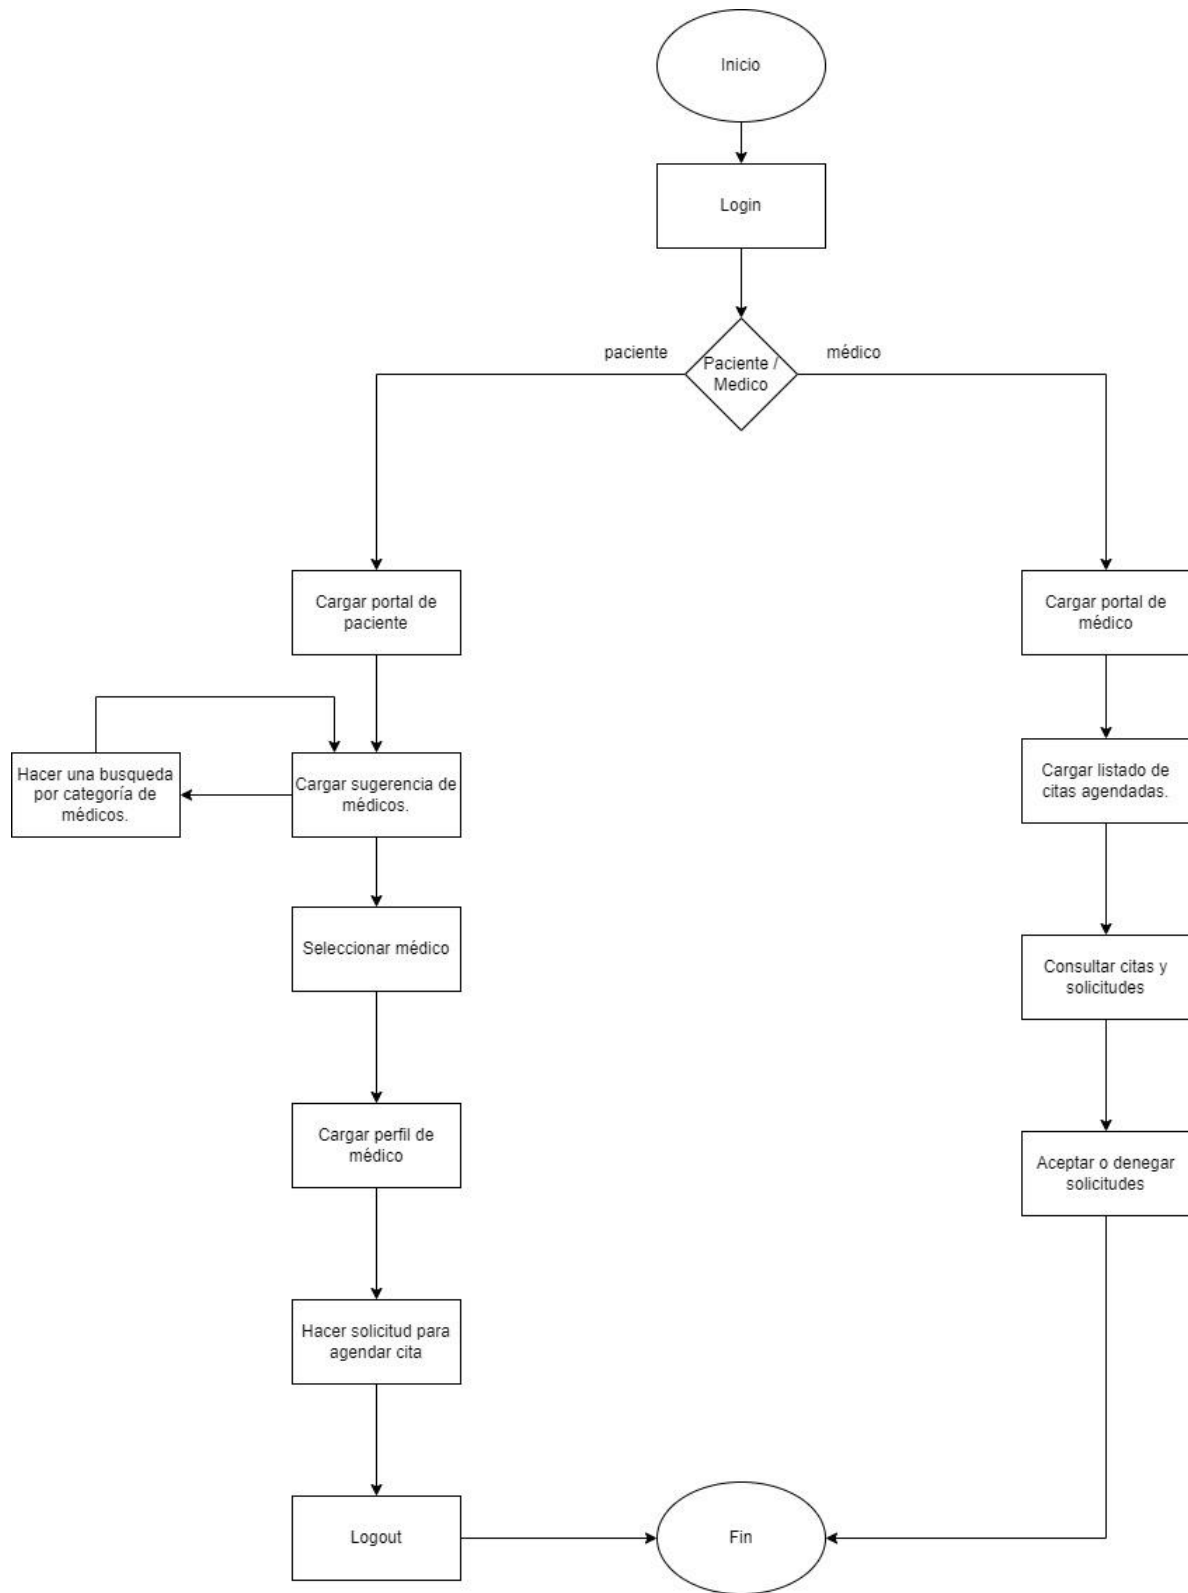 Inicio
Login
paciente
Paciente /
Medico
médico
Cargar portal de
paciente
Cargar portal de
médico
Hacer una busqueda
por categoría de
médicos.
Cargar sugerencia de
médicos.
Cargar listado de
citas agendadas.
Seleccionar médico
Consultar citas y
solicitudes
Cargar perfil de
médico
Aceptar o denegar
solicitudes
Hacer solicitud para
agendar cita
Logout
Fin